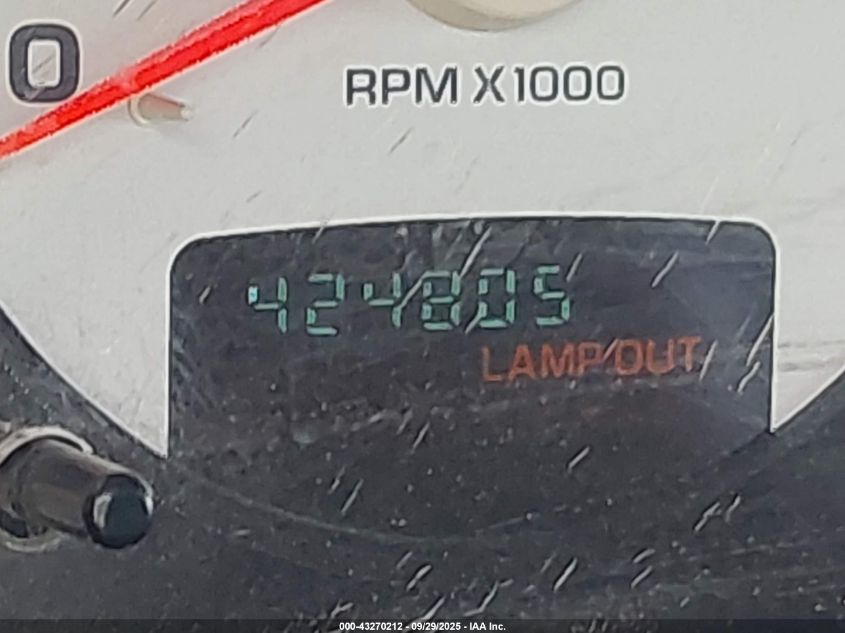 0
RPM X1000
424805
LAMP OUT
000-43270212 - 09/29/2025 - IAA Inc.